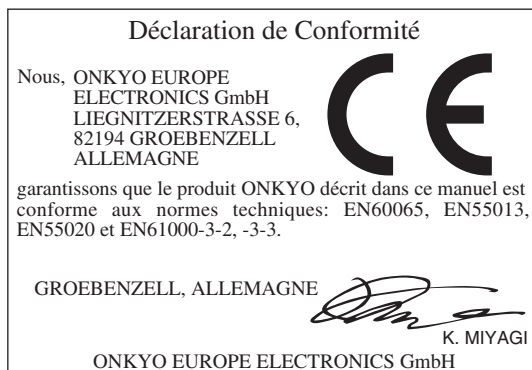 Déclaration de Conformité
Nous, ONKYO EUROPE
ELECTRONICS GmbH
LIEGNITZERSTRASSE 6,
82194 GROEBENZELL
ALLEMAGNE
CE
garantissons que le produit ONKYO décrit dans ce manuel est
conforme aux normes techniques: EN60065, EN55013,
EN55020 et EN61000-3-2, -3-3.
GROEBENZELL, ALLEMAGNE
K. MIYAGI
ONKYO EUROPE ELECTRONICS GmbH